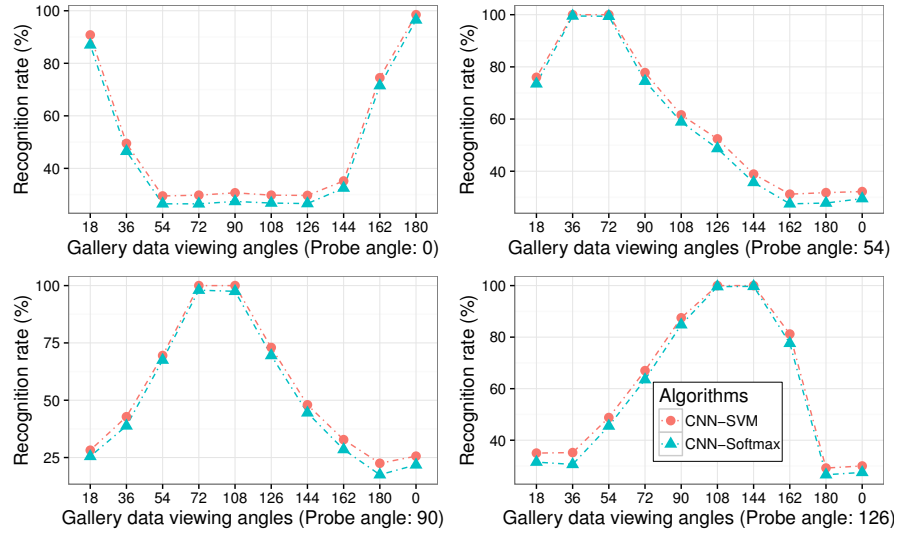 Recognition rate (%)
100
80
60
40
18 36 54 72 90 108 126 144 162 180
Gallery data viewing angles (Probe angle: 0)
Recognition rate (%)
100
80
60
40
18 36 72 90 108 126 144 162 180 0
Gallery data viewing angles (Probe angle: 54)
Recognition rate (%)
100
75
50
25
18 36 54 72 108 126 144 162 180 0
Gallery data viewing angles (Probe angle: 90)
Recognition rate (%)
100
80
60
40
Algorithms
CNN−SVM
CNN−Softmax
18 36 54 72 90 108 144 162 180 0
Gallery data viewing angles (Probe angle: 126)